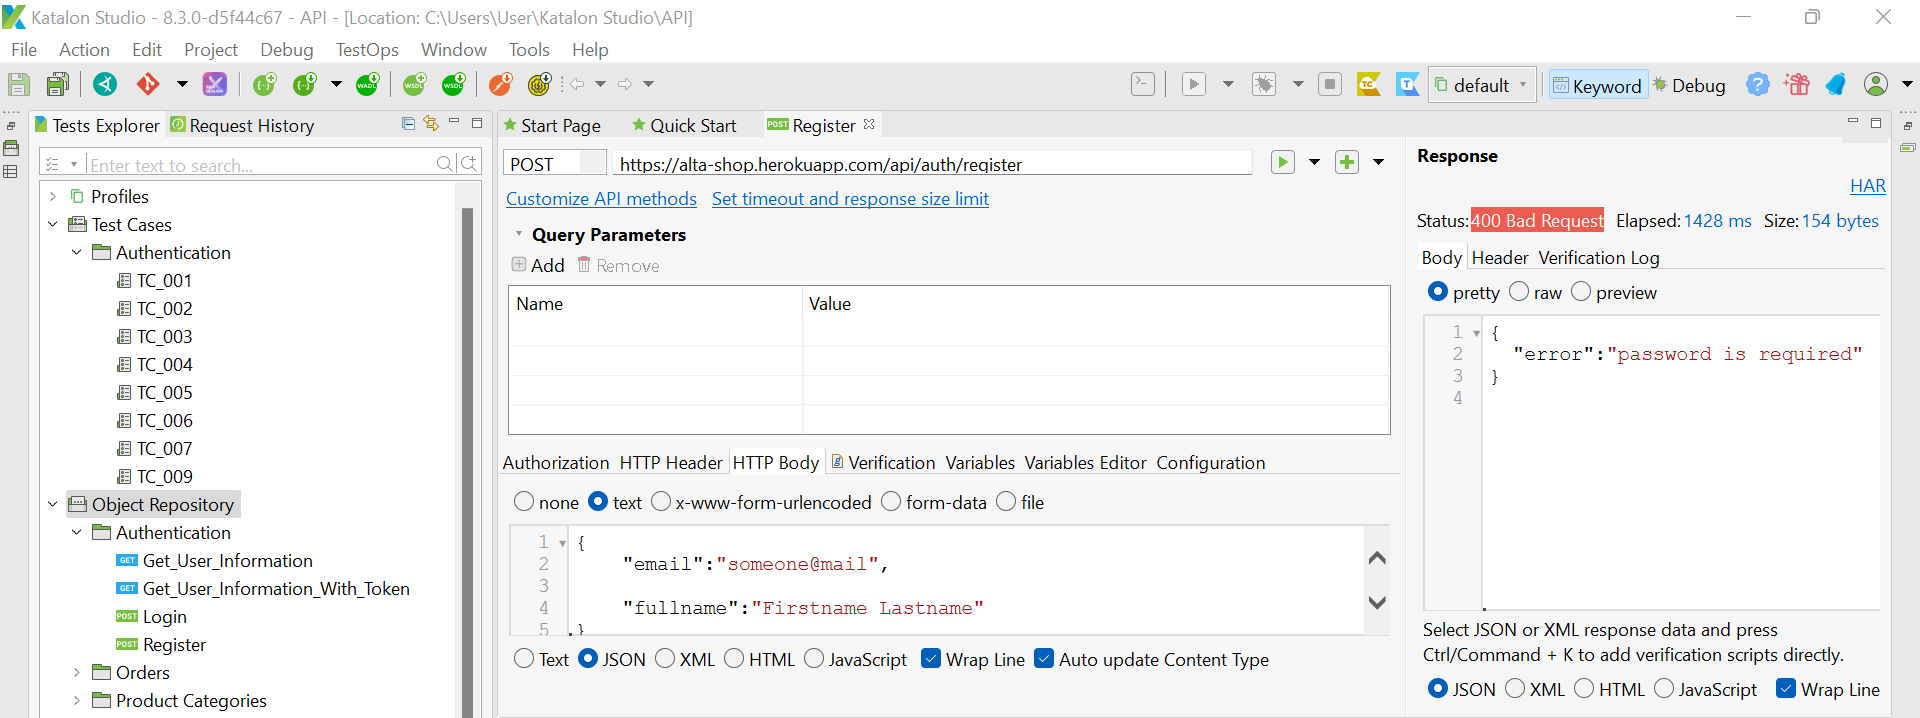 Katalon Studio - 8.3.0-d5f44c67 - API - [Location: C:\Users\User\Katalon Studio\API]
File Action Edit Project Debug TestOps Window Tools Help
default Keyword Debug
Tests Explorer Request History
Enter text to search...
Profiles
Test Cases
Authentication
TC_001
TC_002
TC_003
TC_004
TC_005
TC_006
TC_007
TC_009
Object Repository
Authentication
GET Get_User_Information
GET Get_User_Information_With_Token
POST Login
POST Register
Orders
Product Categories
Start Page Quick Start POST Register
POST https://alta-shop.herokuapp.com/api/auth/register
Customize API methods Set timeout and response size limit
Query Parameters
Add Remove
Name Value
Authorization HTTP Header HTTP Body Verification Variables Variables Editor Configuration
none text x-www-form-urlencoded form-data file
1 {
2 "email":"someone@mail",
3
4 "fullname":"Firstname Lastname"
5 }
Text JSON XML HTML JavaScript Wrap Line Auto update Content Type
Response
HAR
Status: 400 Bad Request Elapsed: 1428 ms Size: 154 bytes
Body Header Verification Log
pretty raw preview
1 {
2 "error":"password is required"
3 }
4
Select JSON or XML response data and press
Ctrl/Command + K to add verification scripts directly.
JSON XML HTML JavaScript Wrap Line